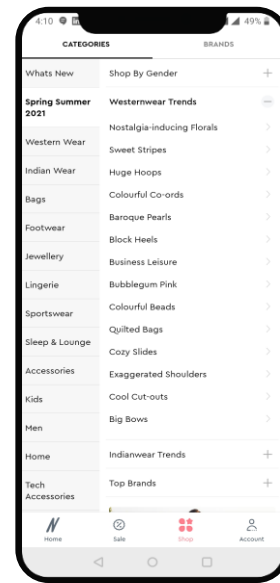 4:10
49%
CATEGORIES
BRANDS
Whats New
Spring Summer
2021
Western Wear
Indian Wear
Bags
Footwear
Jewellery
Lingerie
Sportswear
Sleep & Lounge
Accessories
Kids
Men
Home
Tech
Accessories
Shop By Gender
Westernwear Trends
Nostalgia-inducing Florals
Sweet Stripes
Huge Hoops
Colourful Co-ords
Baroque Pearls
Block Heels
Business Leisure
Bubblegum Pink
Colourful Beads
Quilted Bags
Cozy Slides
Exaggerated Shoulders
Cool Cut-outs
Big Bows
Indianwear Trends
Top Brands
Home
Sale
Shop
Account